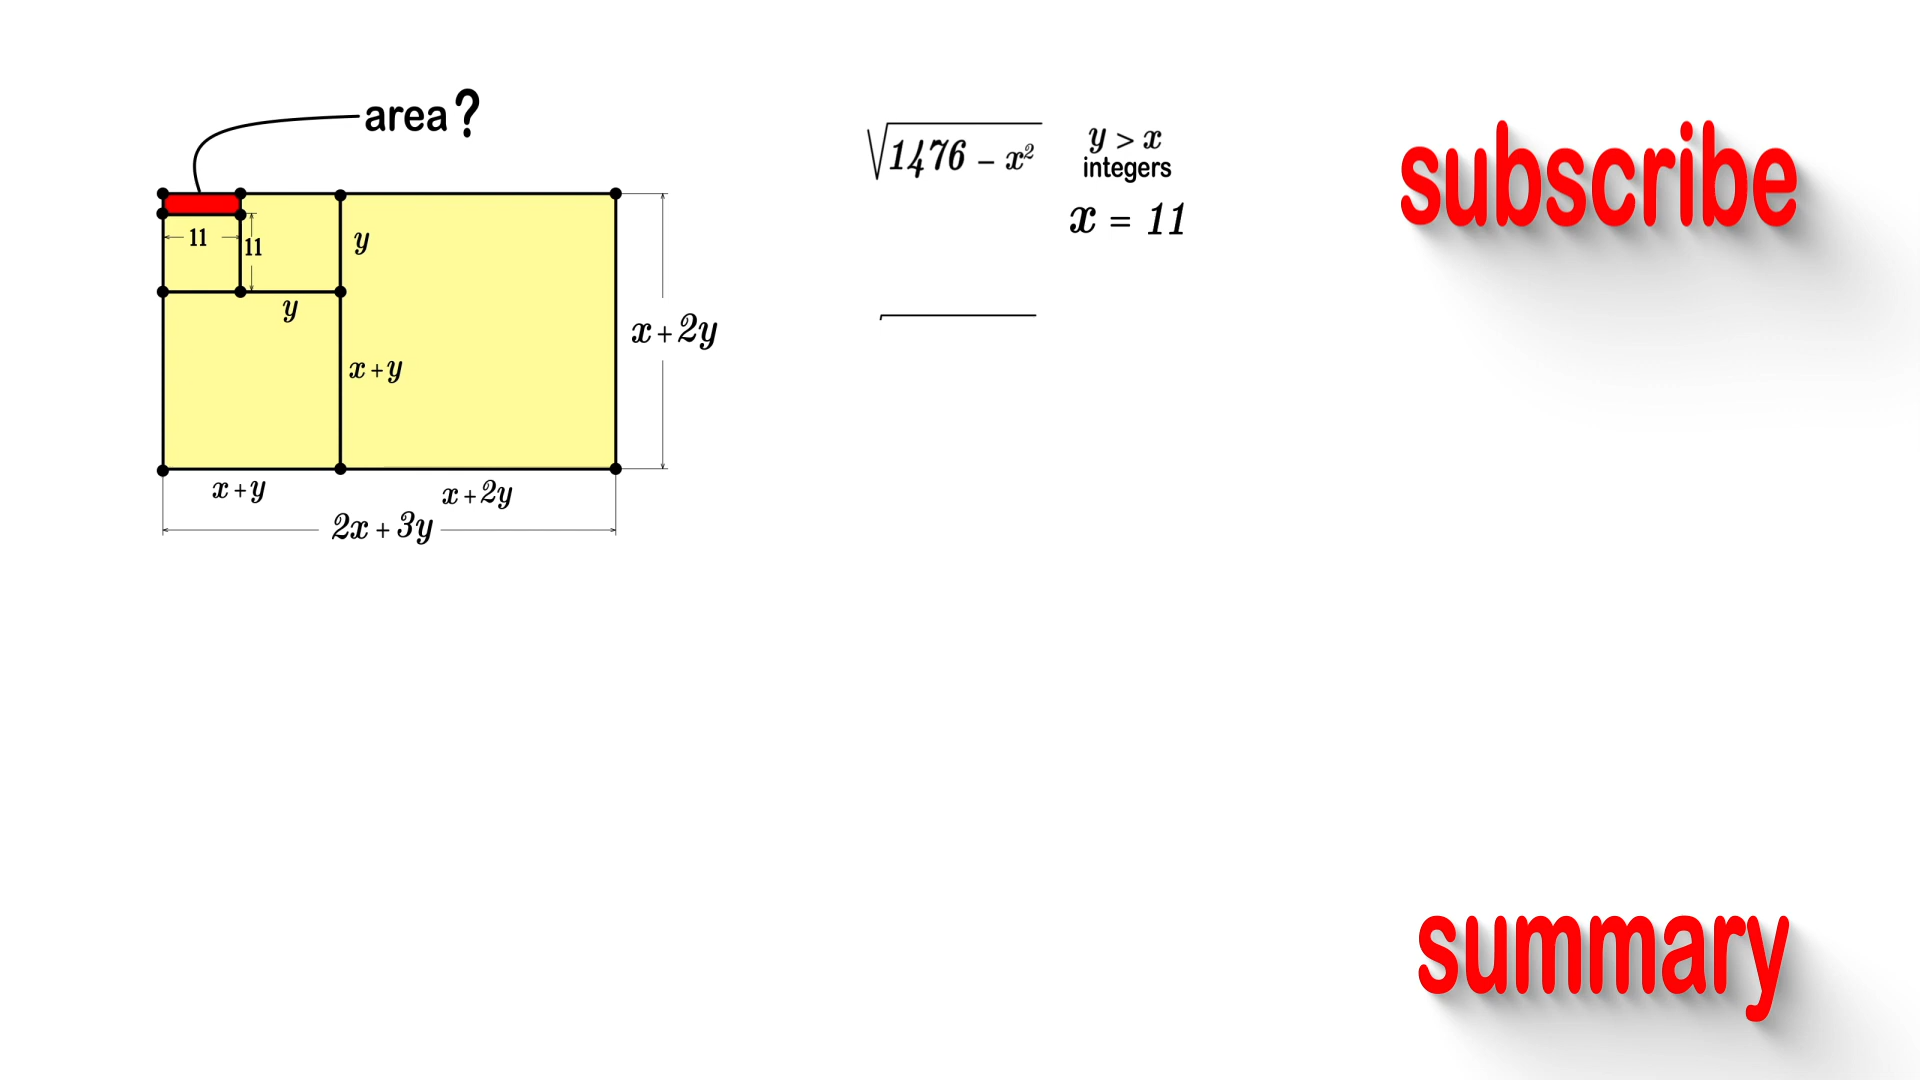 area?
11
11
y
y
x+y
x+2y
x+y
x+2y
2x + 3y
√1476 − x²
y > x
integers
x = 11
subscribe
summary